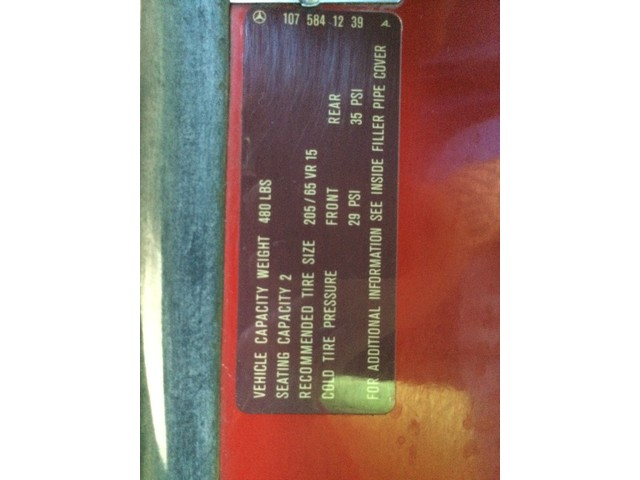 107 584 12 39
VEHICLE CAPACITY WEIGHT 480 LBS
SEATING CAPACITY 2
RECOMMENDED TIRE SIZE 205/65 VR 15
COLD TIRE PRESSURE FRONT REAR
29 PSI 35 PSI
FOR ADDITIONAL INFORMATION SEE INSIDE FILLER PIPE COVER